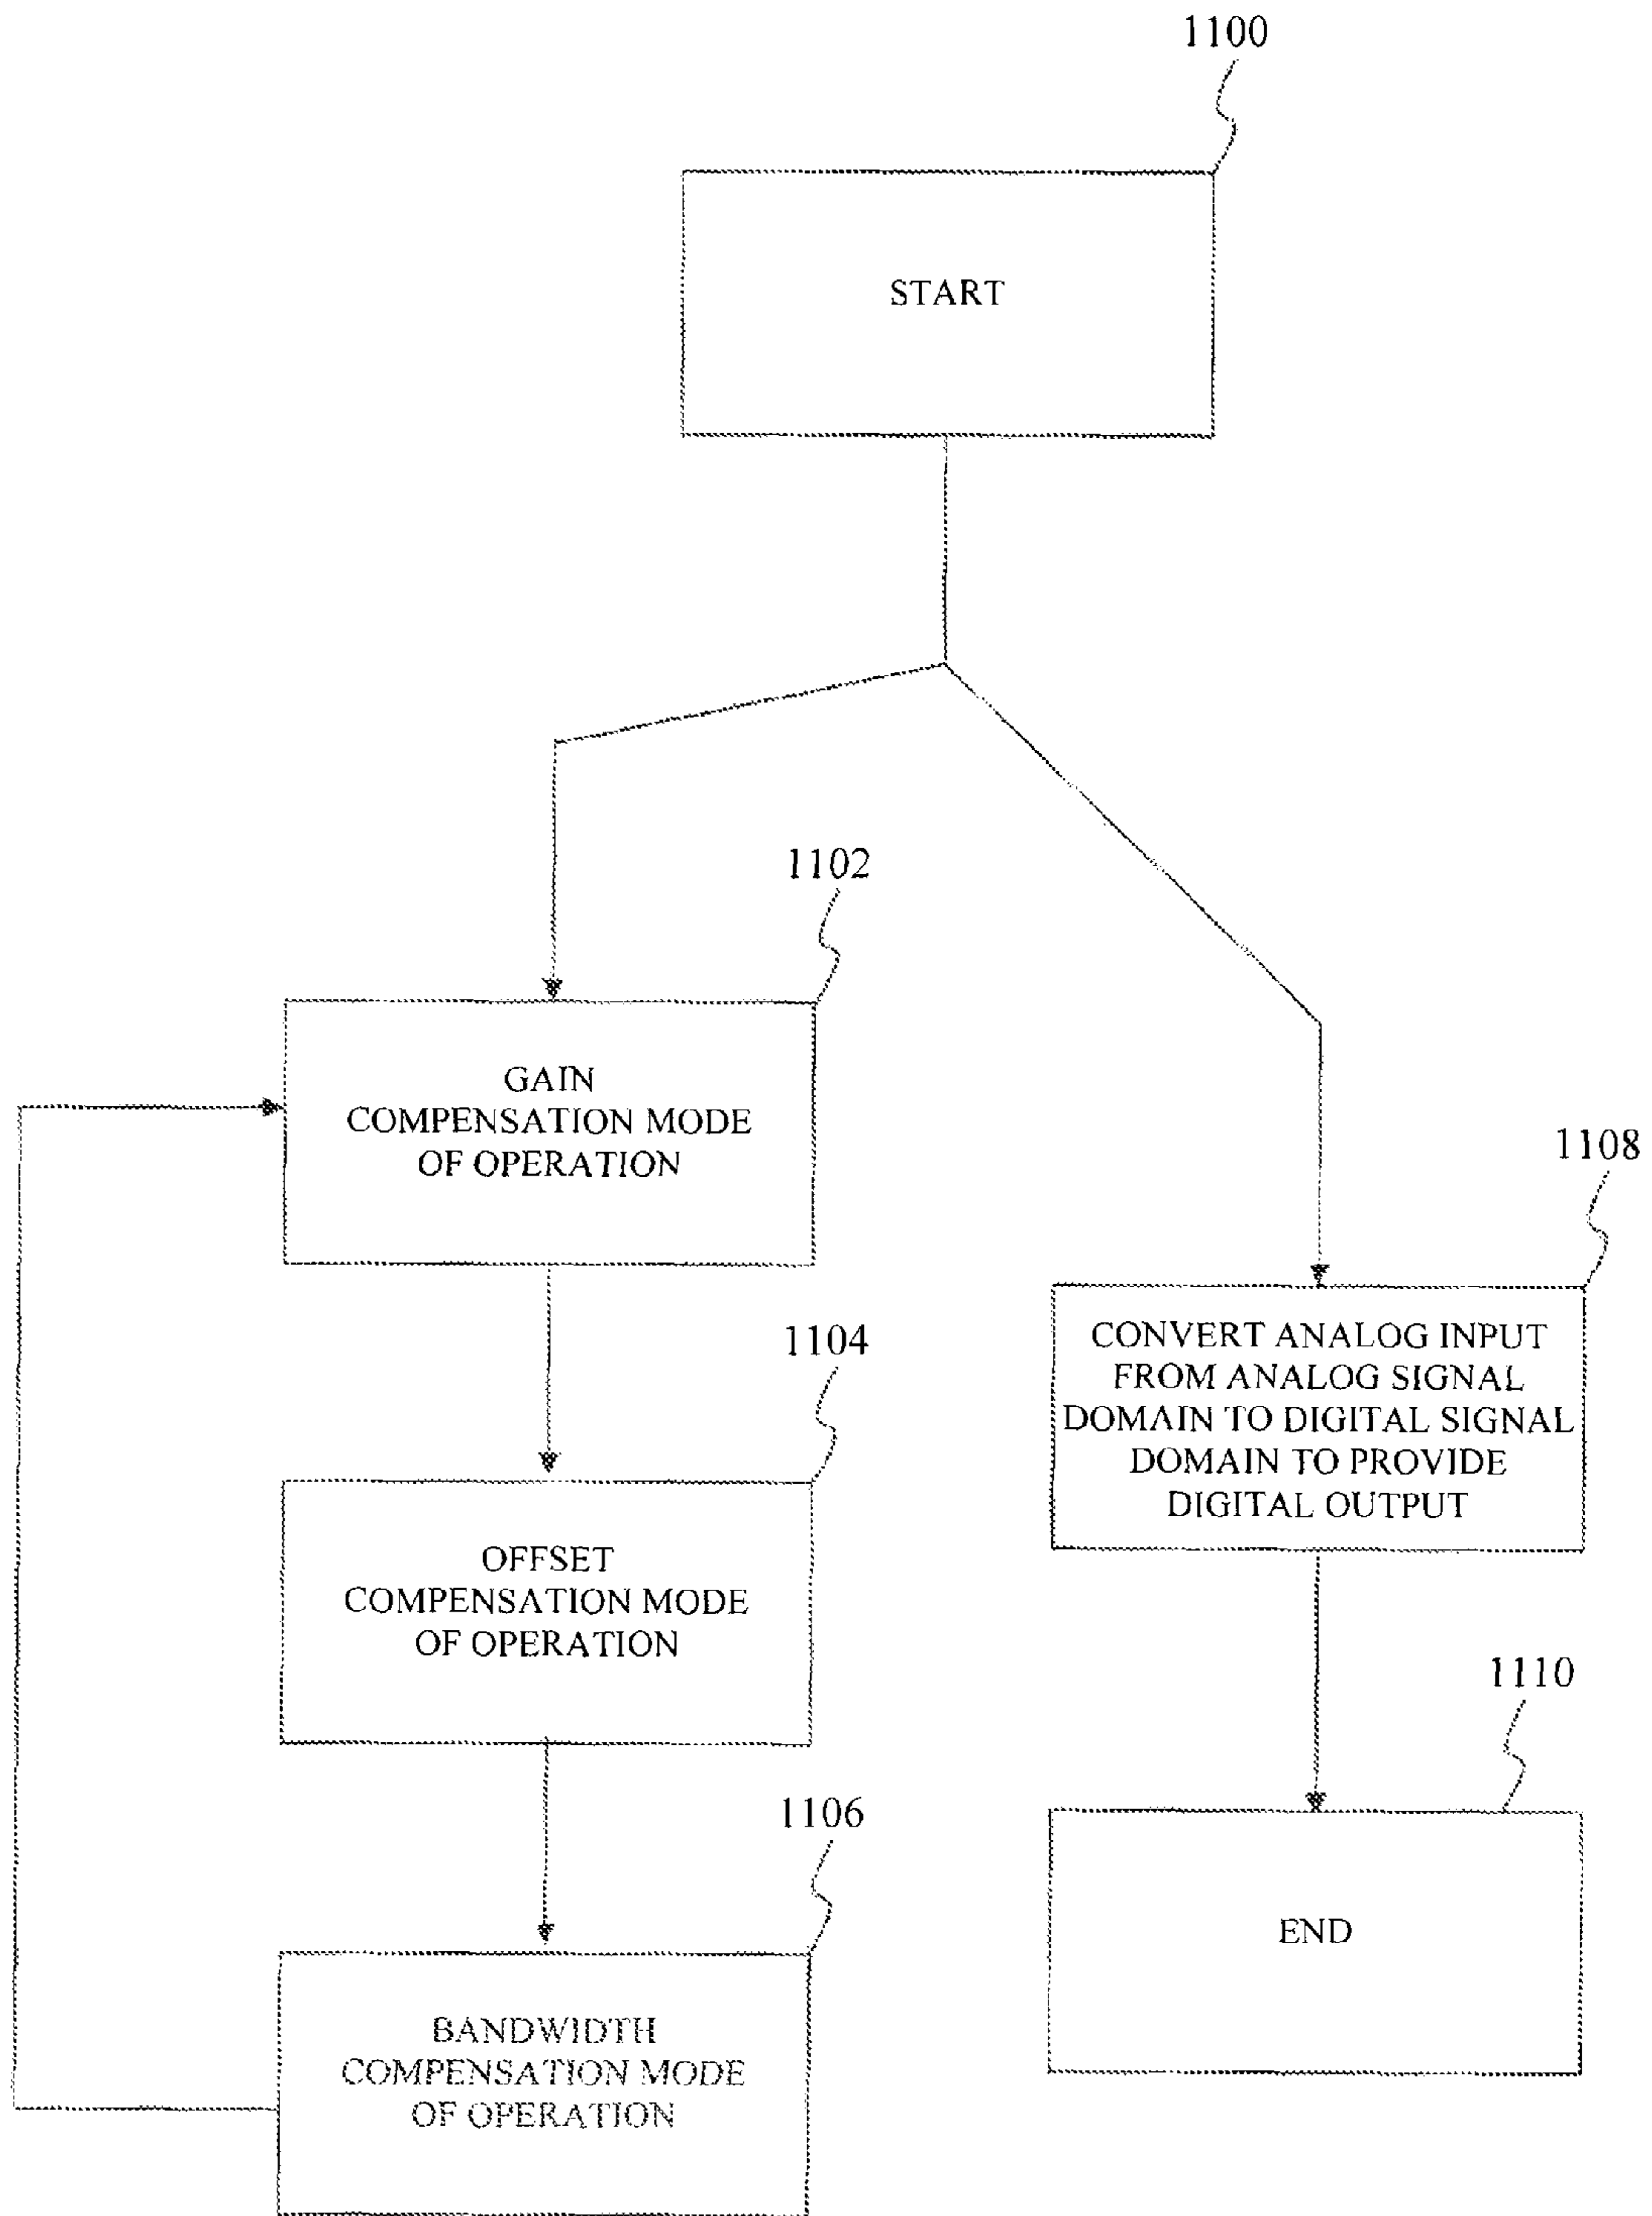 1100
START
1102
GAIN
COMPENSATION MODE
OF OPERATION
1104
OFFSET
COMPENSATION MODE
OF OPERATION
1106
BANDWIDTH
COMPENSATION MODE
OF OPERATION
1108
CONVERT ANALOG INPUT
FROM ANALOG SIGNAL
DOMAIN TO DIGITAL SIGNAL
DOMAIN TO PROVIDE
DIGITAL OUTPUT
1110
END